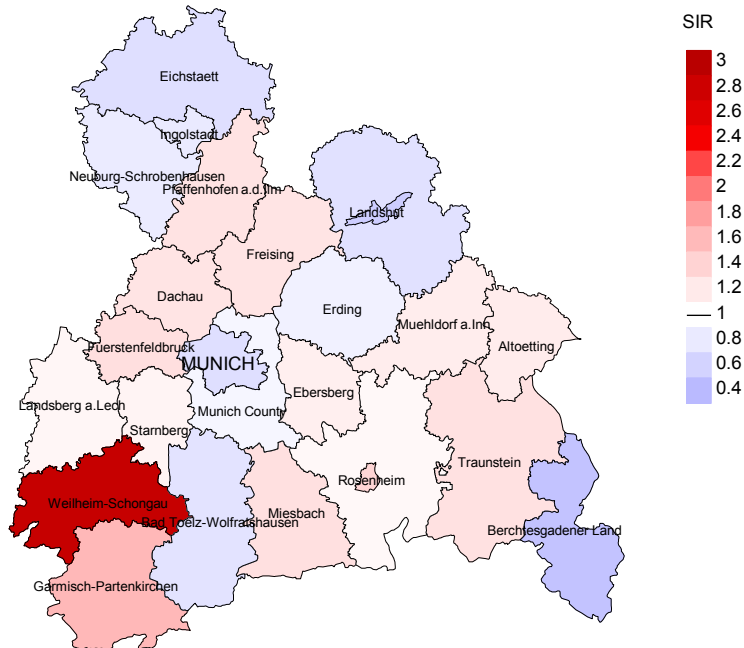 SIR
3
2.8
2.6
2.4
2.2
2
1.8
1.6
1.4
1.2
1
0.8
0.6
0.4
Eichstaett
Ingolstadt
Neuburg-Schrobenhausen
Pfaffenhofen a.d.Ilm
Landshut
Freising
Dachau
Erding
Muehldorf a.Inn
Altoetting
Fuerstenfeldbruck
MUNICH
Ebersberg
Landsberg a.Lech
Munich County
Starnberg
Traunstein
Rosenheim
Weilheim-Schongau
Miesbach
Bad Toelz-Wolfratshausen
Berchtesgadener Land
Garmisch-Partenkirchen